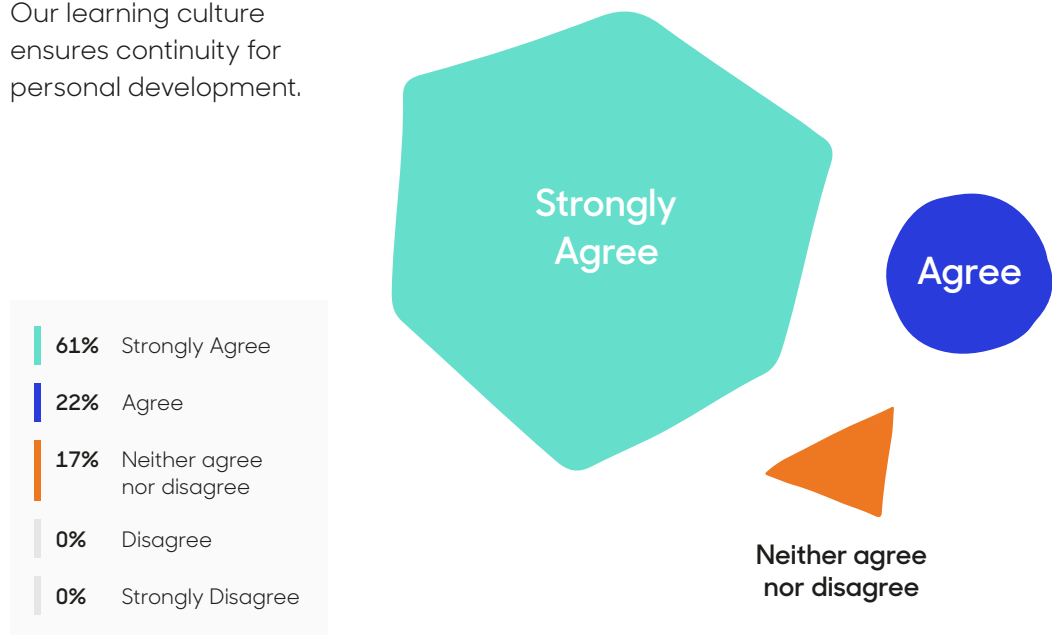 Our learning culture
ensures continuity for
personal development.
Strongly
Agree
Agree
61% Strongly Agree
22% Agree
17% Neither agree
nor disagree
0% Disagree
0% Strongly Disagree
Neither agree
nor disagree